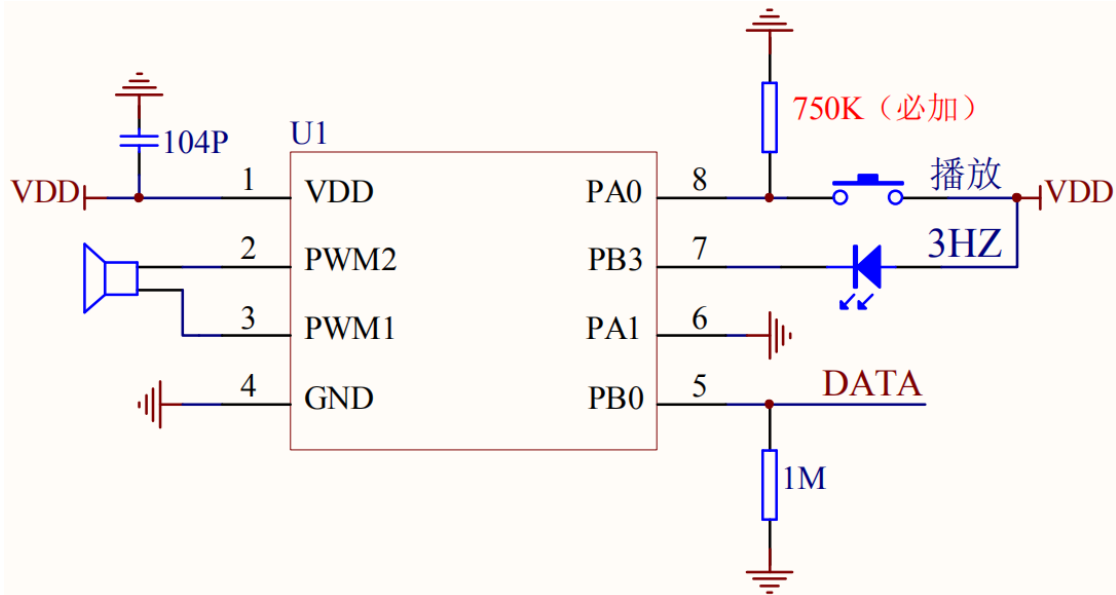 750K（必加）
104P
U1
VDD
1
VDD
PA0
8
播放
VDD
2
PWM2
PB3
7
3HZ
3
PWM1
PA1
6
4
GND
PB0
5
DATA
1M